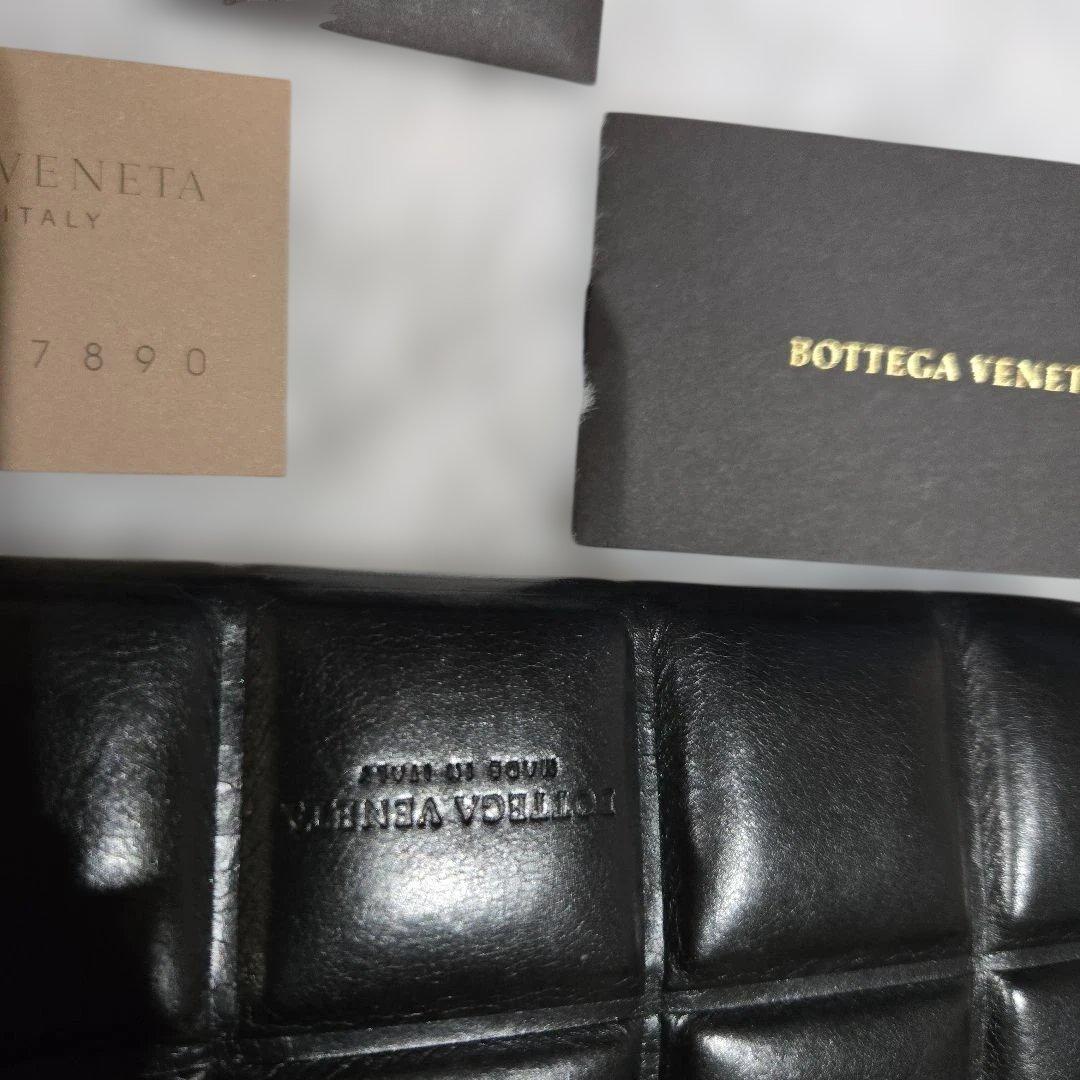 VENETA
ITALY
7890
BOTTEGA VENET
BOTTEGA VENETA
MADE IN ITALY